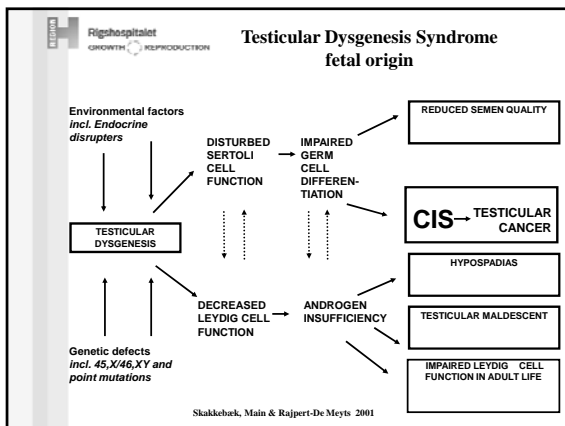 REGION
Rigshospitalet
GROWTH REPRODUCTION
Testicular Dysgenesis Syndrome
fetal origin
Environmental factors
incl. Endocrine
disrupters
DISTURBED
SERTOLI
CELL
FUNCTION
IMPAIRED
GERM
CELL
DIFFEREN-
TIATION
REDUCED SEMEN QUALITY
TESTICULAR
DYSGENESIS
CIS
TESTICULAR
CANCER
HYPOSPADIAS
DECREASED
LEYDIG CELL
FUNCTION
ANDROGEN
INSUFFICIENCY
TESTICULAR MALDESCENT
Genetic defects
incl. 45,X/46,XY and
point mutations
IMPAIRED LEYDIG CELL
FUNCTION IN ADULT LIFE
Skakkebæk, Main & Rajpert-De Meyts 2001